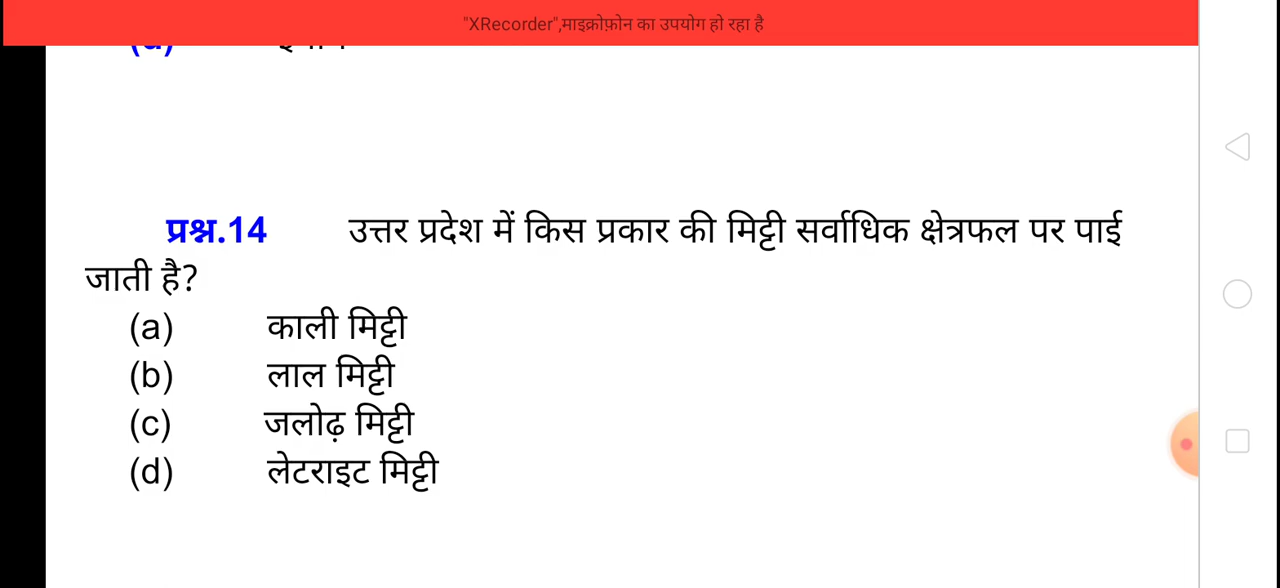 "XRecorder",माइक्रोफ़ोन का उपयोग हो रहा है
प्रश्न.14 उत्तर प्रदेश में किस प्रकार की मिट्टी सर्वाधिक क्षेत्रफल पर पाई
जाती है?
(a) काली मिट्टी
(b) लाल मिट्टी
(c) जलोढ़ मिट्टी
(d) लेटराइट मिट्टी